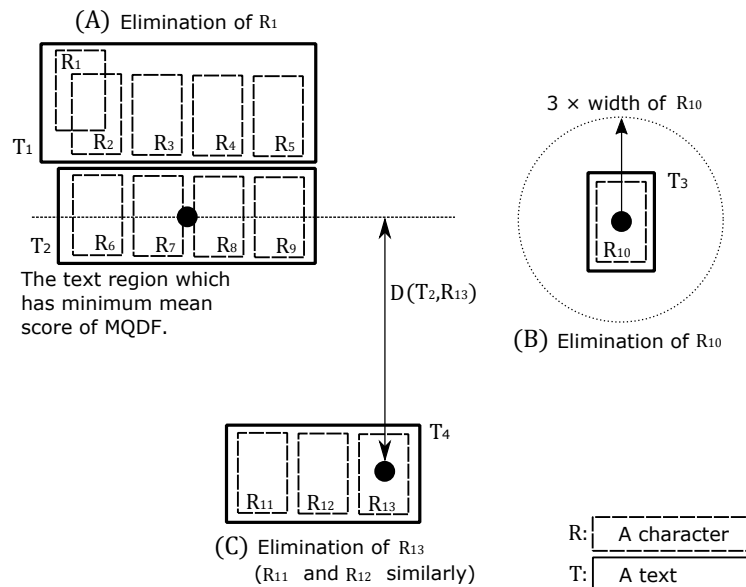 (A) Elimination of R1
R1
R2 R3 R4 R5
T1
T2
R6 R7 R8 R9
The text region which
has minimum mean
score of MQDF.
D(T2,R13)
3 × width of R10
T3
R10
(B) Elimination of R10
T4
R11 R12 R13
(C) Elimination of R13
(R11 and R12 similarly)
R: A character
T: A text